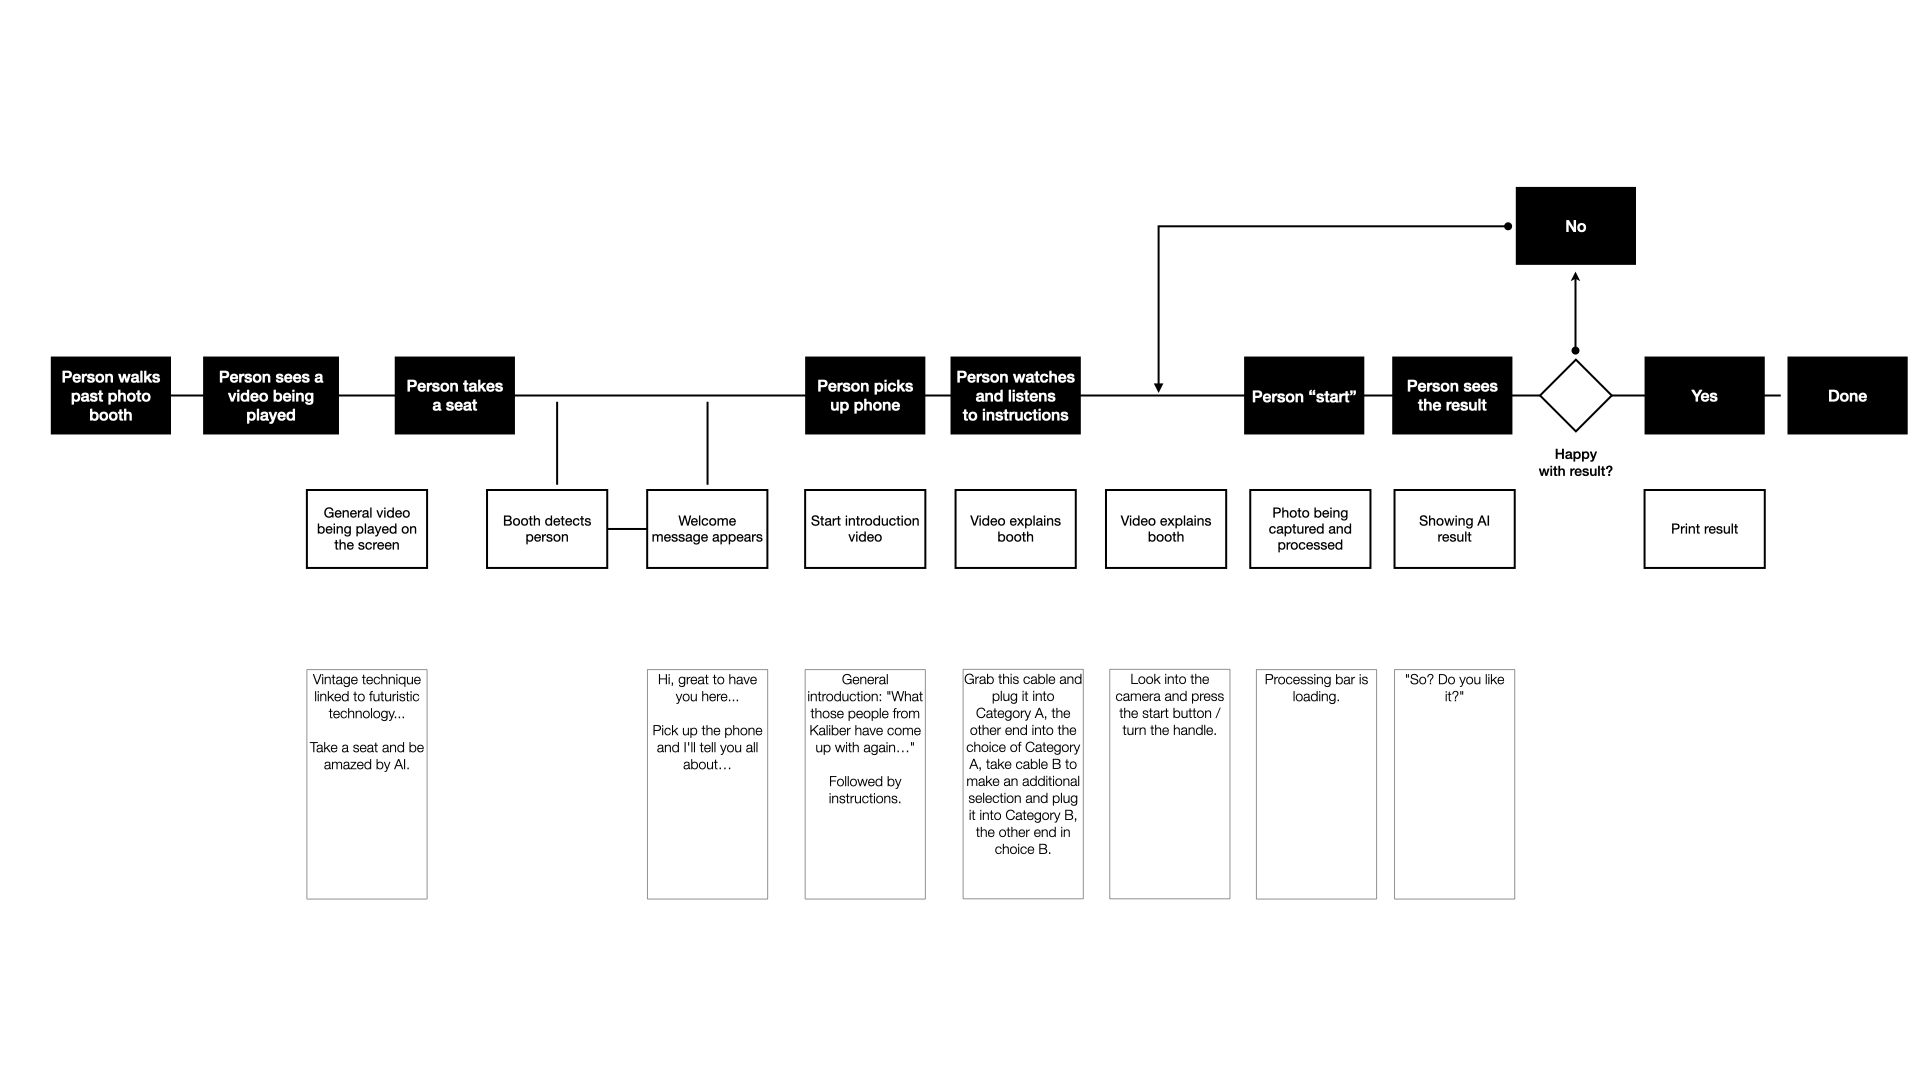 No
Person walks
past photo
booth
Person sees a
video being
played
Person takes
a seat
Person picks
up phone
Person watches
and listens
to instructions
Person “start”
Person sees
the result
Happy
with result?
Yes
Done
General video
being played on
the screen
Booth detects
person
Welcome
message appears
Start introduction
video
Video explains
booth
Video explains
booth
Photo being
captured and
processed
Showing AI
result
Print result
Vintage technique
linked to futuristic
technology...
Take a seat and be
amazed by AI.
Hi, great to have
you here...
Pick up the phone
and I'll tell you all
about…
General
introduction: "What
those people from
Kaliber have come
up with again…"
Followed by
instructions.
Grab this cable and
plug it into
Category A, the
other end into the
choice of Category
A, take cable B to
make an additional
selection and plug
it into Category B,
the other end in
choice B.
Look into the
camera and press
the start button /
turn the handle.
Processing bar is
loading.
"So? Do you like
it?"